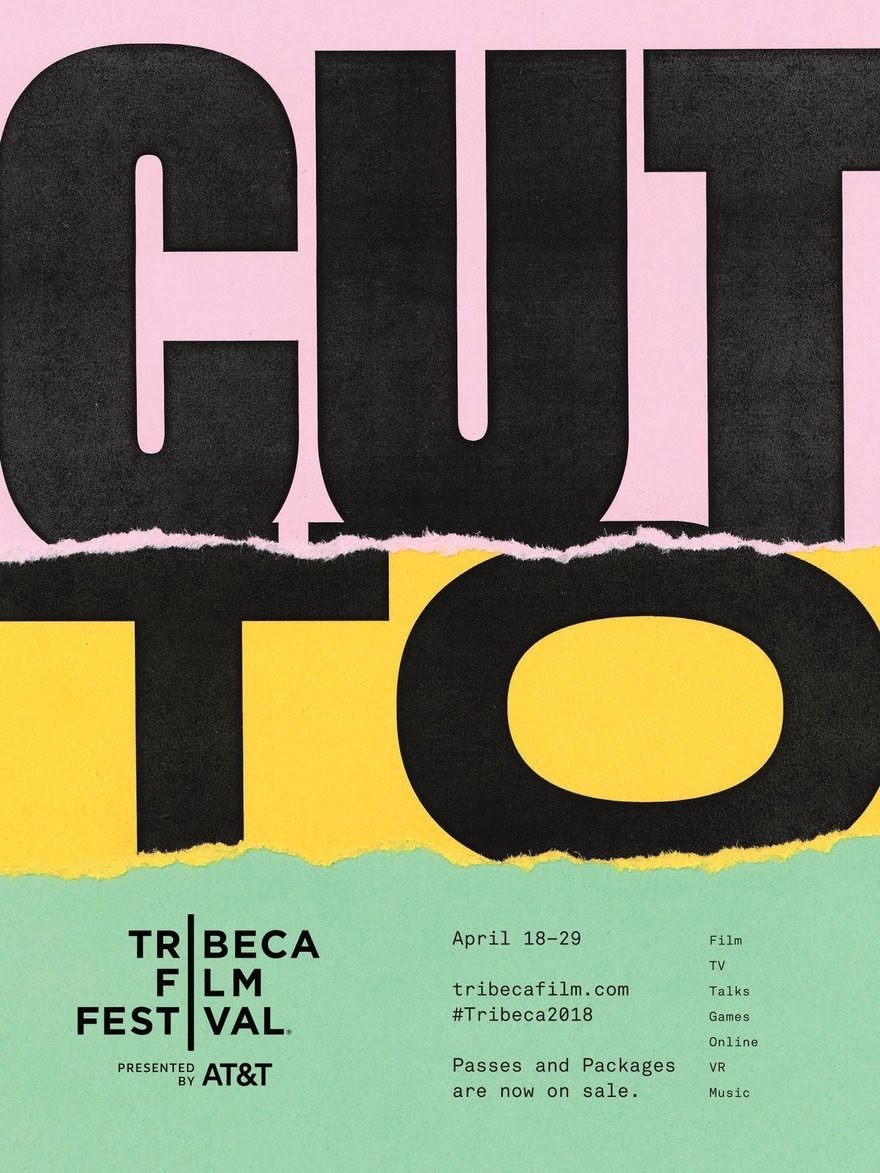 CUT
TO
TRIBECA
FILM
FESTIVAL®
PRESENTED
BY AT&T
April 18–29
tribecafilm.com
#Tribeca2018
Passes and Packages
are now on sale.
Film
TV
Talks
Games
Online
VR
Music